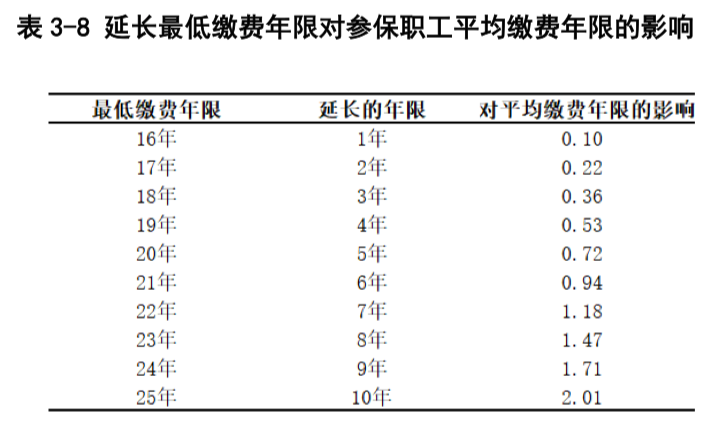 表 3-8 延长最低缴费年限对参保职工平均缴费年限的影响
最低缴费年限 延长的年限 对平均缴费年限的影响
16年 1年 0.10
17年 2年 0.22
18年 3年 0.36
19年 4年 0.53
20年 5年 0.72
21年 6年 0.94
22年 7年 1.18
23年 8年 1.47
24年 9年 1.71
25年 10年 2.01